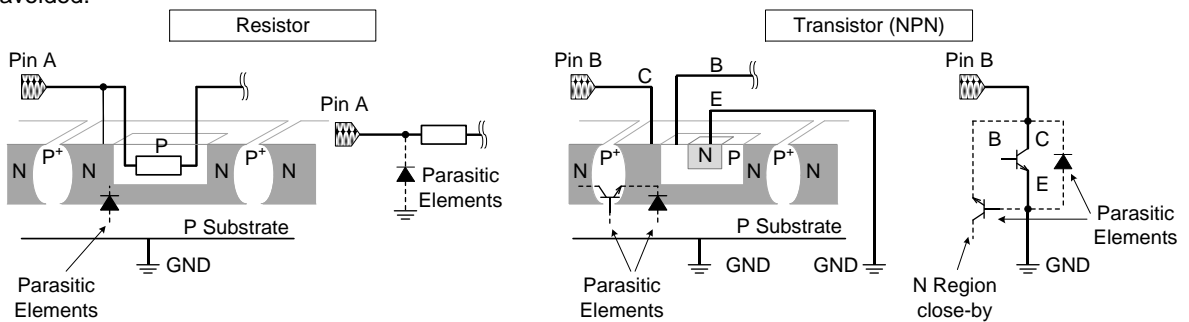 avoided.
Resistor
Transistor (NPN)
Pin A
Pin A
N P+ N P P+ N
Parasitic
Elements
P Substrate
GND
Parasitic
Elements
Pin B
C
B
E
N P+ N N P P+ N
P Substrate
GND
GND
Parasitic
Elements
Pin B
B
C
E
Parasitic
Elements
GND
N Region
close-by